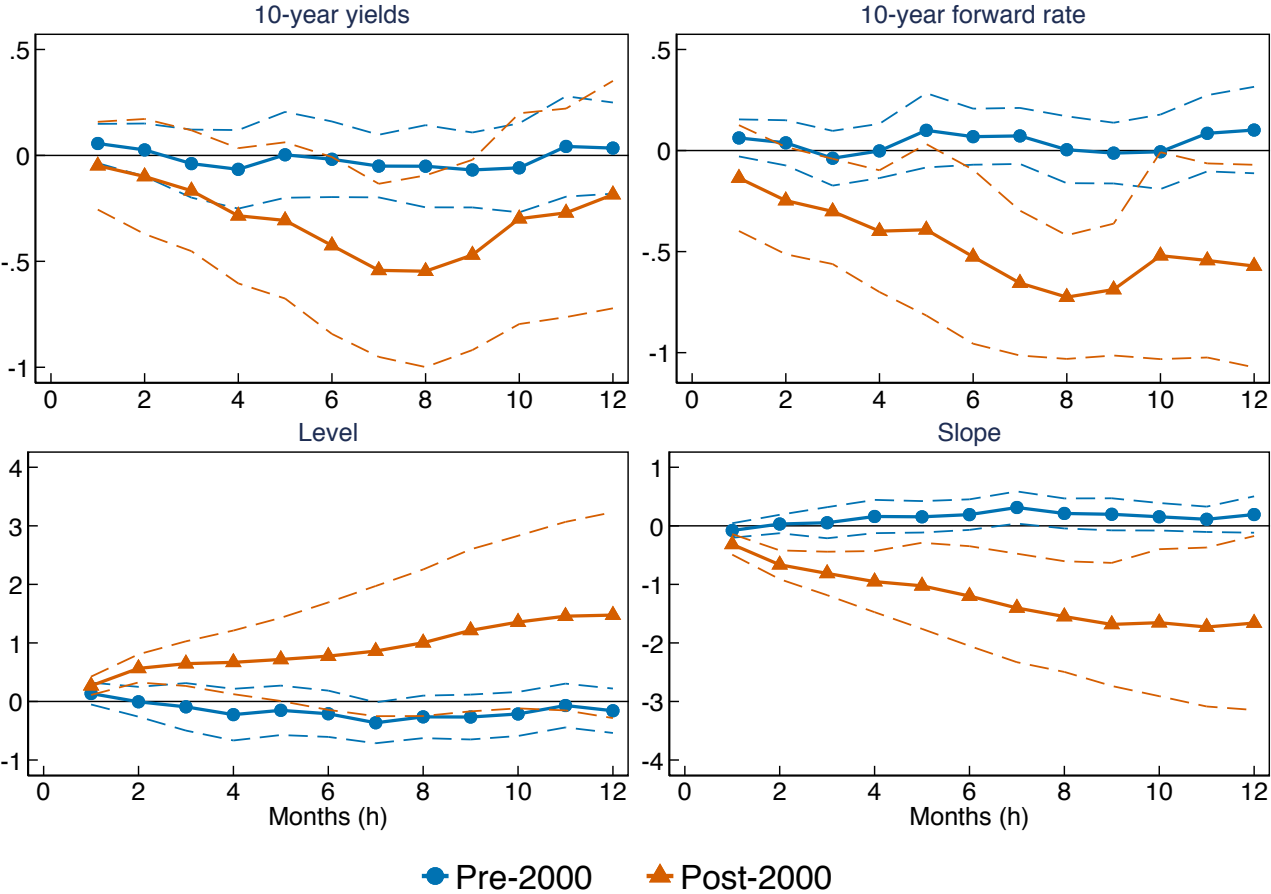 10-year yields
.5
0
-.5
-1
0 2 4 6 8 10 12
10-year forward rate
.5
0
-.5
-1
0 2 4 6 8 10 12
Level
4
3
2
1
0
-1
0 2 4 6 8 10 12
Months (h)
Slope
1
0
-1
-2
-3
-4
0 2 4 6 8 10 12
Months (h)
Pre-2000 Post-2000